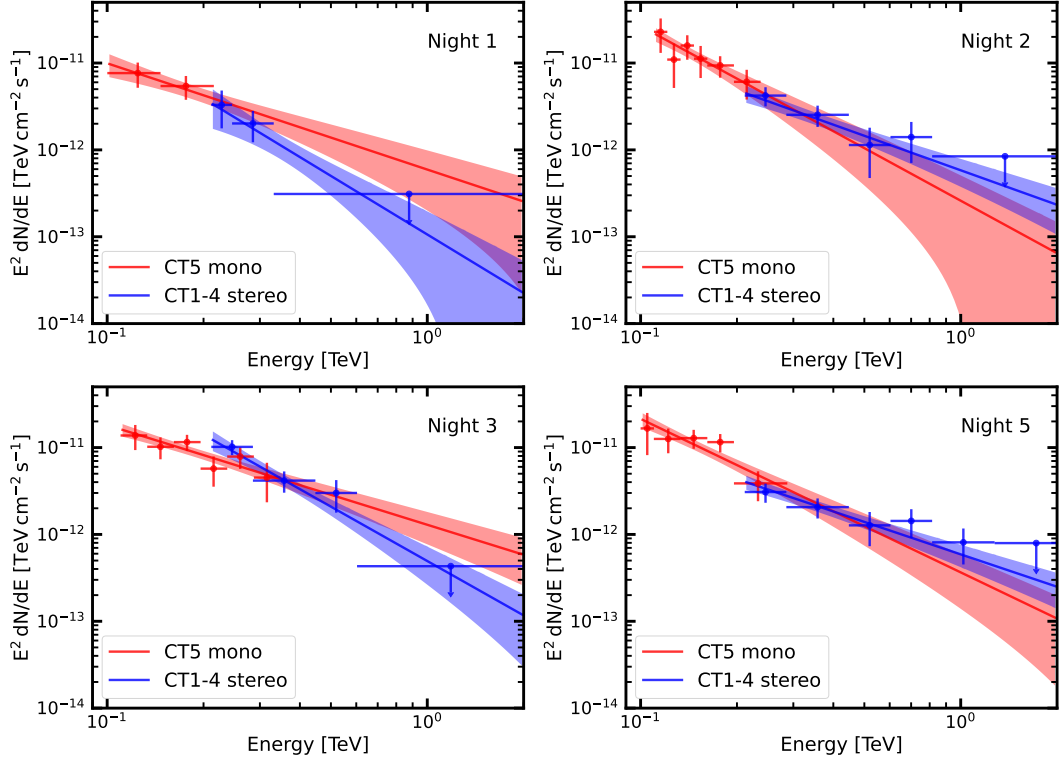 Night 1
E² dN/dE [TeV cm⁻² s⁻¹]
10⁻¹¹
10⁻¹²
10⁻¹³
10⁻¹⁴
CT5 mono
CT1-4 stereo
10⁻¹
10⁰
Energy [TeV]
Night 2
E² dN/dE [TeV cm⁻² s⁻¹]
10⁻¹¹
10⁻¹²
10⁻¹³
10⁻¹⁴
CT5 mono
CT1-4 stereo
10⁻¹
10⁰
Energy [TeV]
Night 3
E² dN/dE [TeV cm⁻² s⁻¹]
10⁻¹¹
10⁻¹²
10⁻¹³
10⁻¹⁴
CT5 mono
CT1-4 stereo
10⁻¹
10⁰
Energy [TeV]
Night 5
E² dN/dE [TeV cm⁻² s⁻¹]
10⁻¹¹
10⁻¹²
10⁻¹³
10⁻¹⁴
CT5 mono
CT1-4 stereo
10⁻¹
10⁰
Energy [TeV]